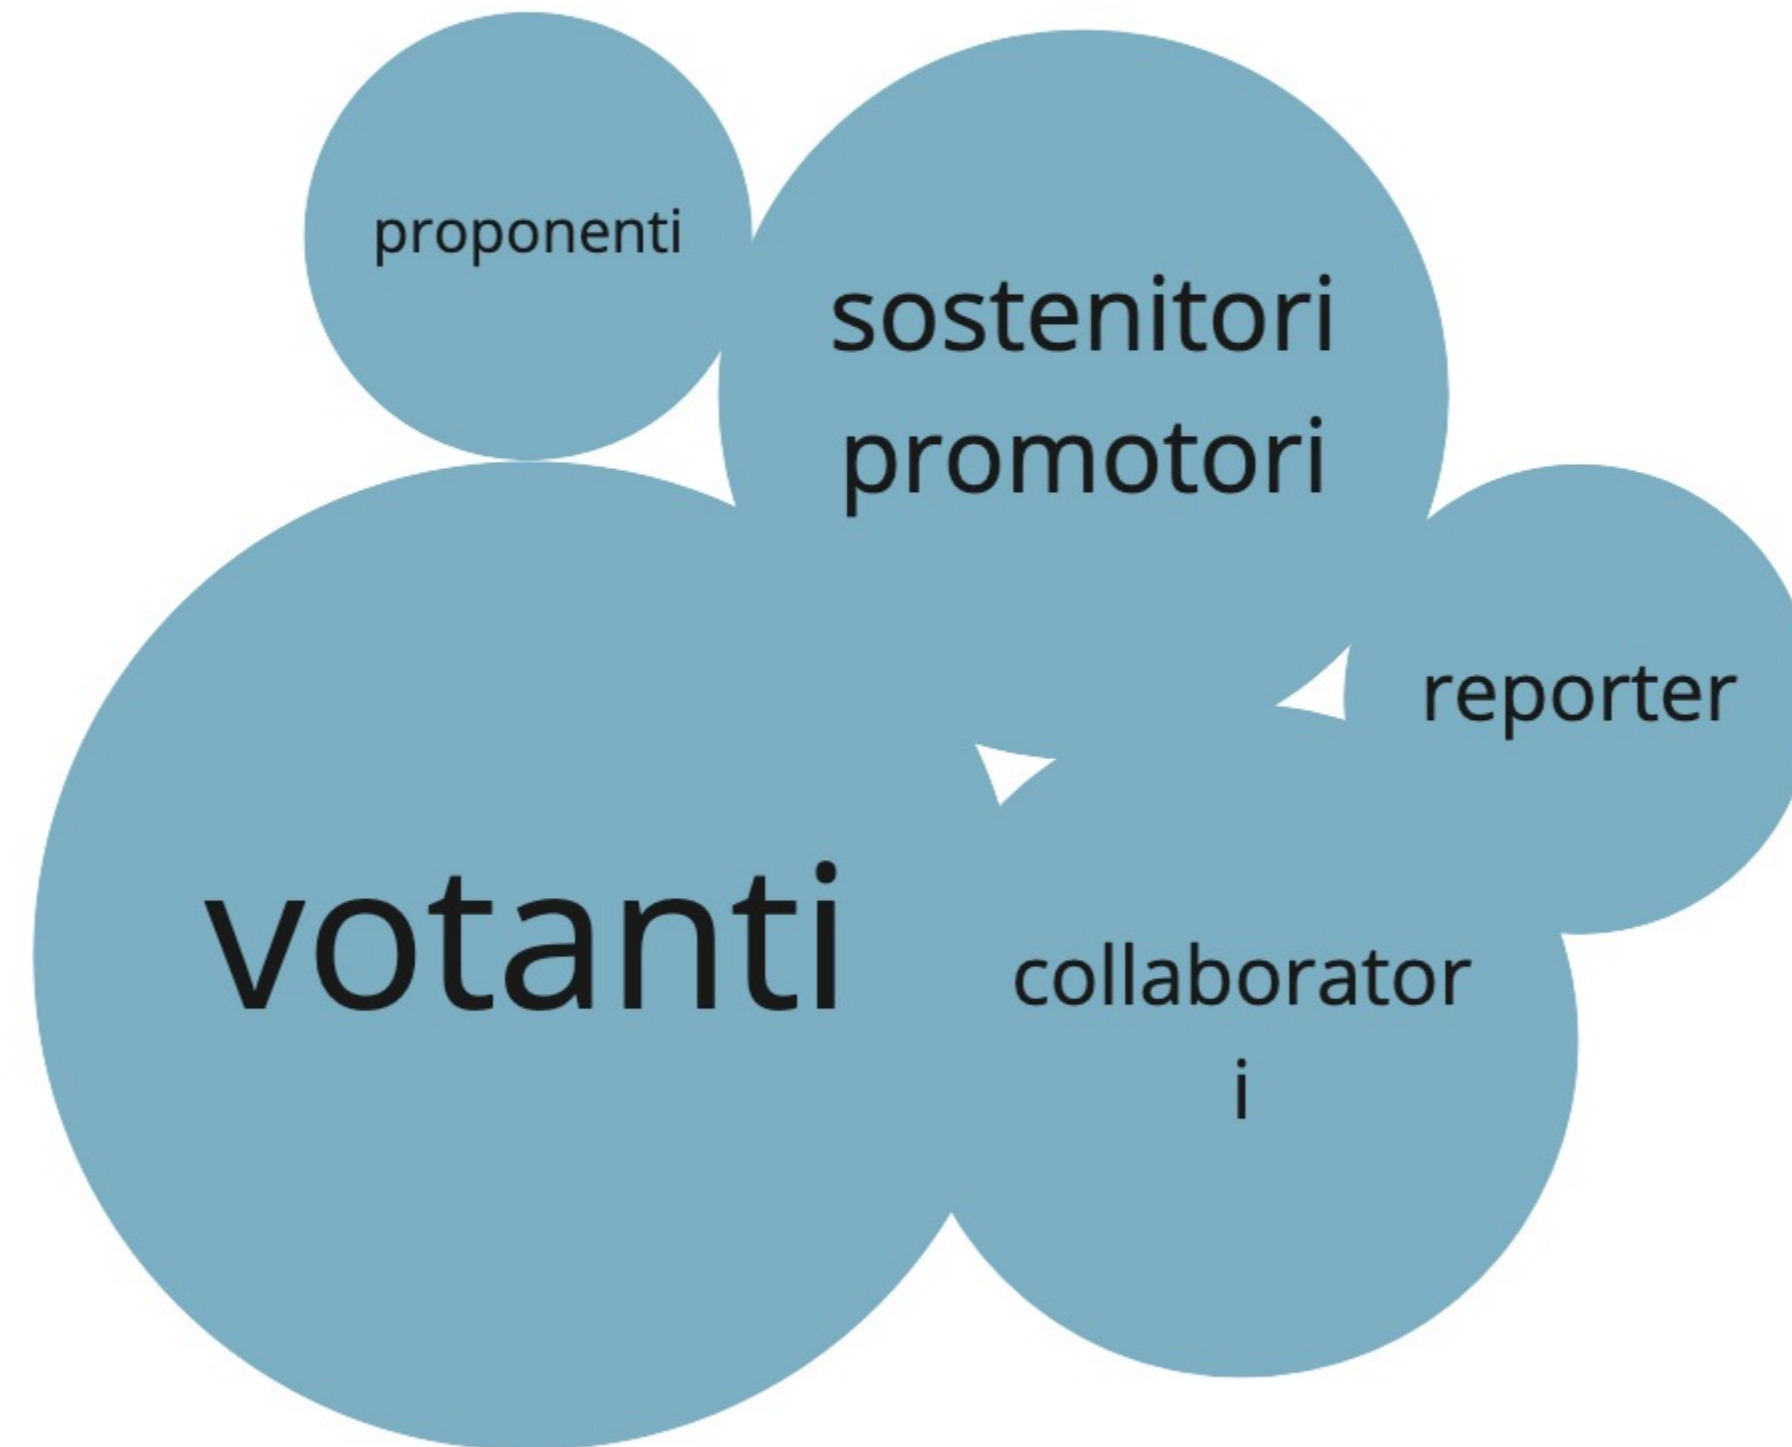 proponenti
sostenitori
promotori
reporter
votanti
collaborator
i